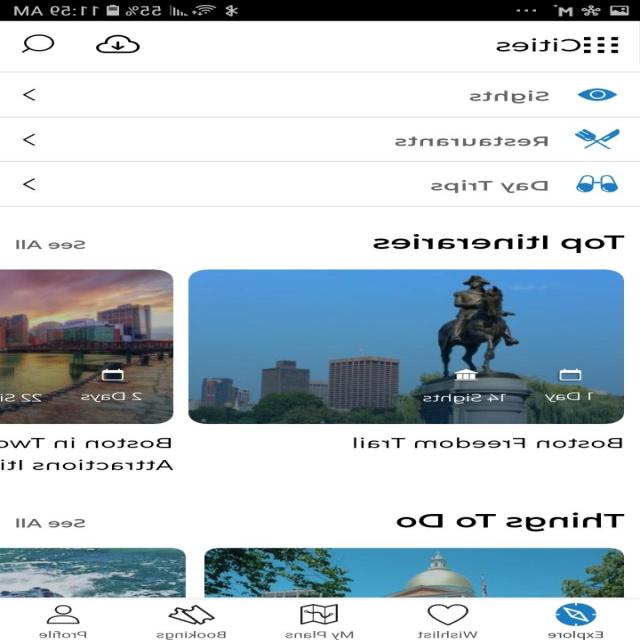 11:59 AM 55%
Cities
Sights
Restaurants
Day Trips
Top Itineraries See All
1 Day 14 Sights 2 Days 22 Si
Boston Freedom Trail
Boston in Two
Attractions Iti
Things To Do See All
Explore Wishlist My Plans Bookings Profile